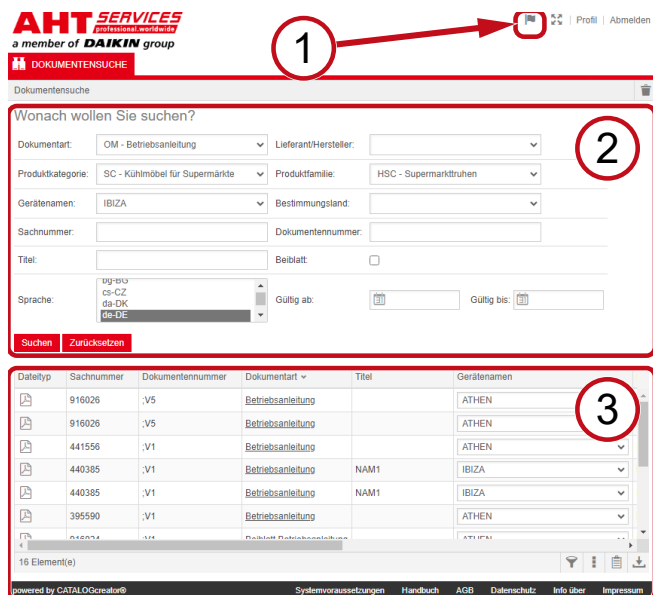 AHT SERVICES
professional.worldwide
a member of DAIKIN group
1
Profil | Abmelden
DOKUMENTENSUCHE
Dokumentensuche
Wonach wollen Sie suchen?
2
Dokumentart: OM - Betriebsanleitung Lieferant/Hersteller:
Produktkategorie: SC - Kühlmöbel für Supermärkte Produktfamilie: HSC - Supermarkttruhen
Gerätenamen: IBIZA Bestimmungsland:
Sachnummer: Dokumentennummer:
Titel: Beiblatt:
bg-BG
cs-CZ
da-DK
Sprache: Gültig ab: Gültig bis:
de-DE
Suchen Zurücksetzen
Dateityp Sachnummer Dokumentennummer Dokumentart Titel Gerätenamen
3
916026 ;V5 Betriebsanleitung ATHEN
916026 ;V5 Betriebsanleitung ATHEN
441556 ;V1 Betriebsanleitung ATHEN
440385 ;V1 Betriebsanleitung NAM1 IBIZA
440385 ;V1 Betriebsanleitung NAM1 IBIZA
395590 ;V1 Betriebsanleitung ATHEN
Beiblatt Betriebsanleitung ATHEN
16 Element(e)
powered by CATALOGcreator® Systemvoraussetzungen Handbuch AGB Datenschutz Info über Impressum